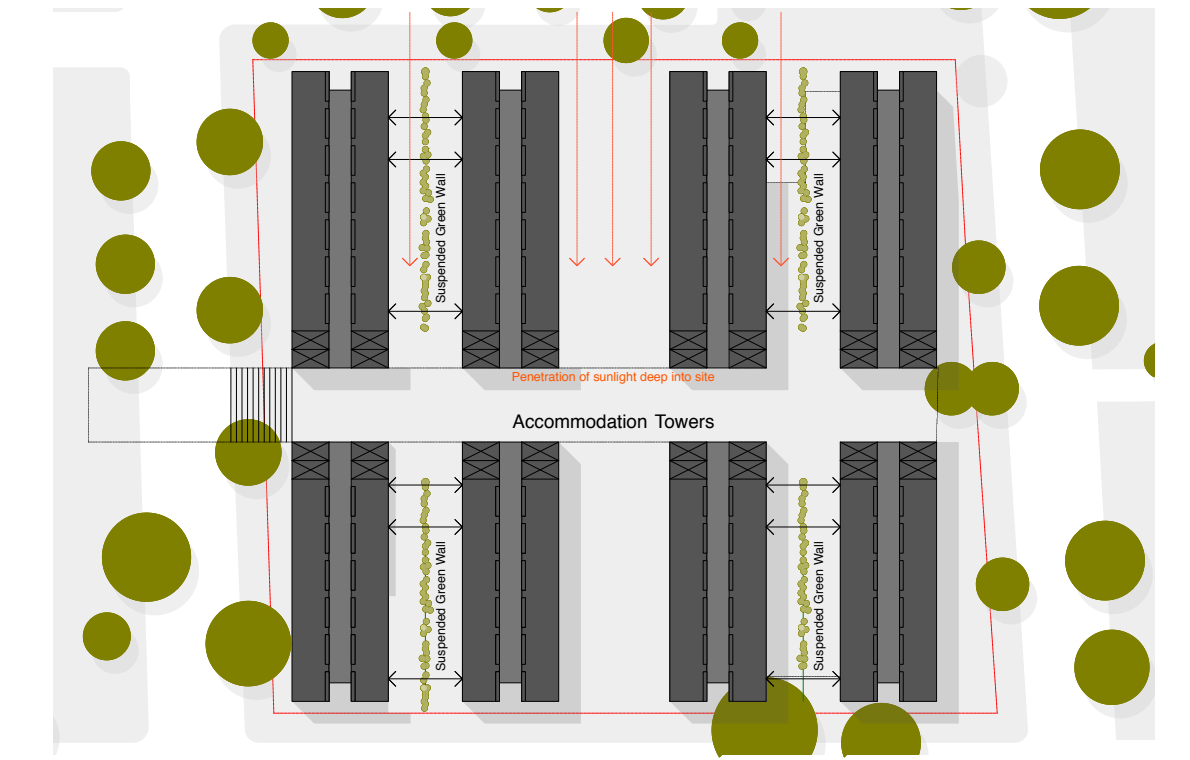 Suspended Green Wall
Suspended Green Wall
Penetration of sunlight deep into site
Accommodation Towers
Suspended Green Wall
Suspended Green Wall